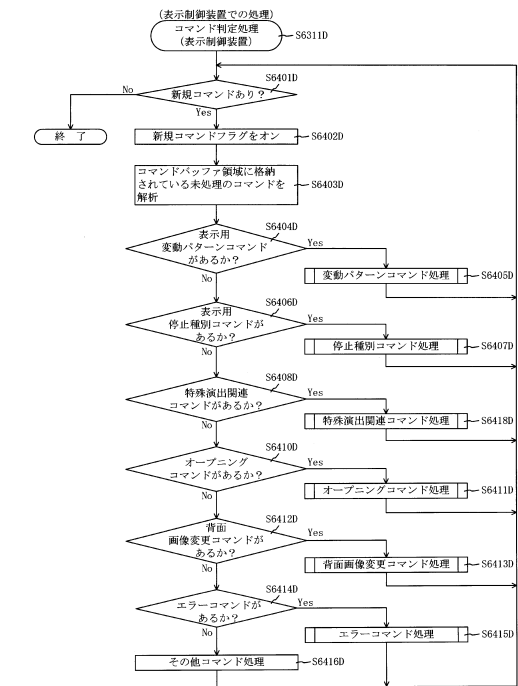 (表示制御装置での処理)
コマンド判定処理
(表示制御装置)
S6311D
S6401D
新規コマンドあり?
No
Yes
終 了
新規コマンドフラグをオン
S6402D
コマンドバッファ領域に格納
されている未処理のコマンドを
解析
S6403D
S6404D
表示用
変動パターンコマンド
があるか?
Yes
No
変動パターンコマンド処理
S6405D
S6406D
表示用
停止種別コマンドが
あるか?
Yes
No
停止種別コマンド処理
S6407D
S6408D
特殊演出関連
コマンドがあるか?
Yes
No
特殊演出関連コマンド処理
S6418D
S6410D
オープニング
コマンドがあるか?
Yes
No
オープニングコマンド処理
S6411D
S6412D
背面
画像変更コマンドが
あるか?
Yes
No
背面画像変更コマンド処理
S6413D
S6414D
エラーコマンドが
あるか?
Yes
No
エラーコマンド処理
S6415D
その他コマンド処理
S6416D